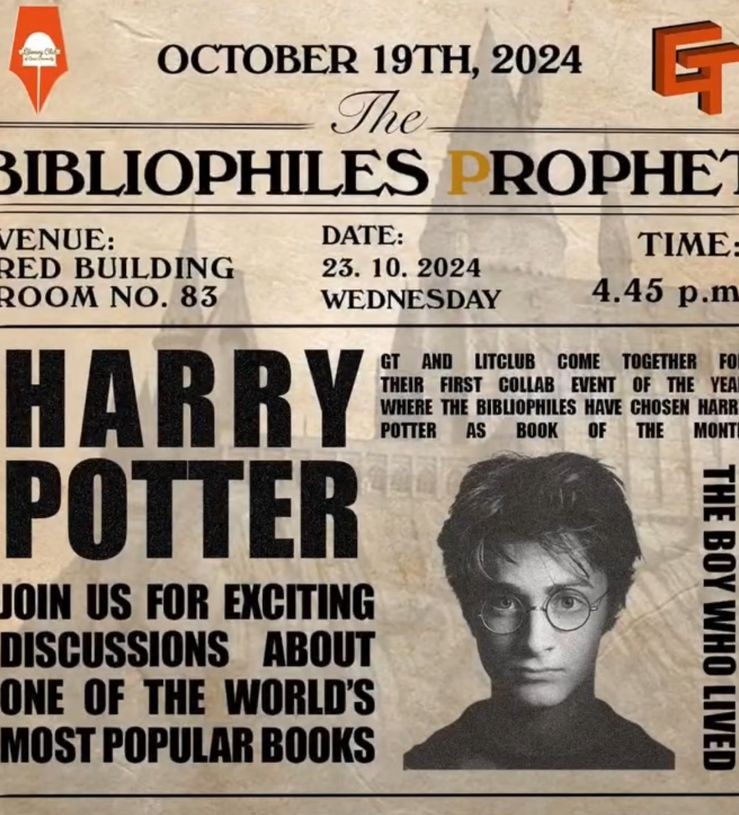 OCTOBER 19TH, 2024
GT
The
BIBLIOPHILES PROPHET
VENUE:
RED BUILDING
ROOM NO. 83
DATE:
23. 10. 2024
WEDNESDAY
TIME:
4.45 p.m
HARRY
POTTER
GT AND LITCLUB COME TOGETHER FO
THEIR FIRST COLLAB EVENT OF THE YEA
WHERE THE BIBLIOPHILES HAVE CHOSEN HARR
POTTER AS BOOK OF THE MONT
THE BOY WHO LIVED
JOIN US FOR EXCITING
DISCUSSIONS ABOUT
ONE OF THE WORLD'S
MOST POPULAR BOOKS